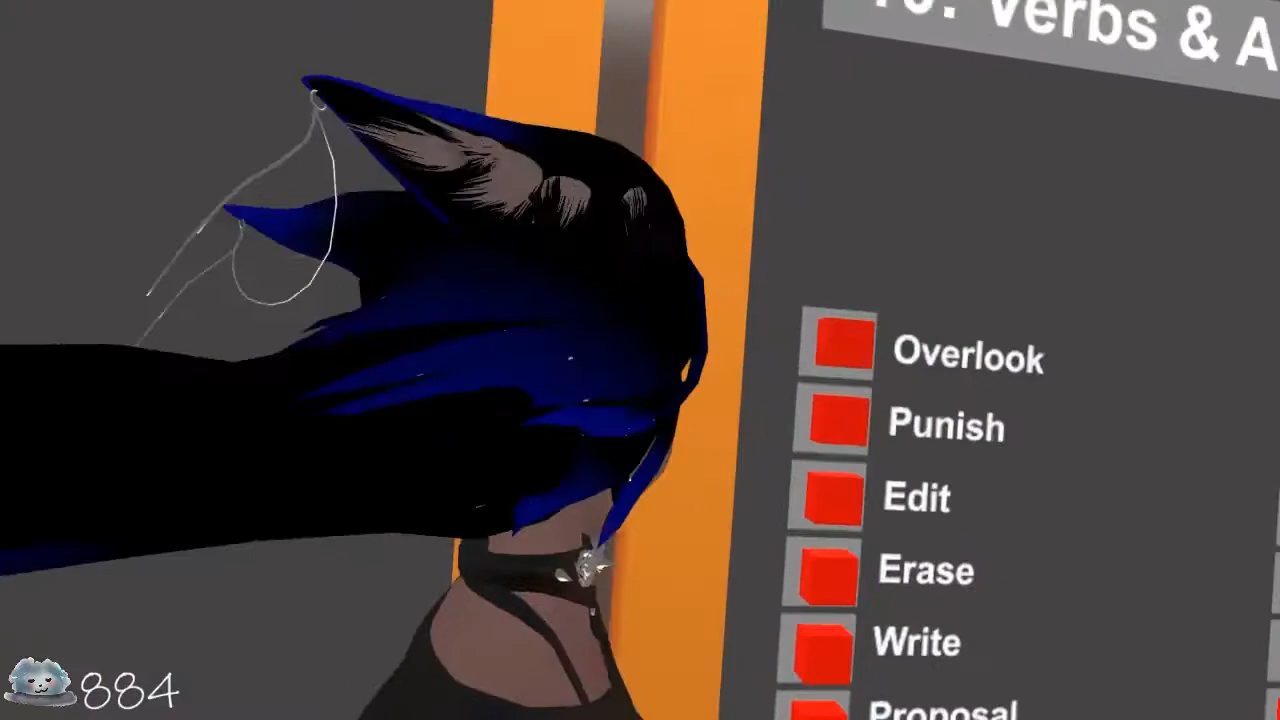 Verbs & A
Overlook
Punish
Edit
Erase
Write
Proposal
884